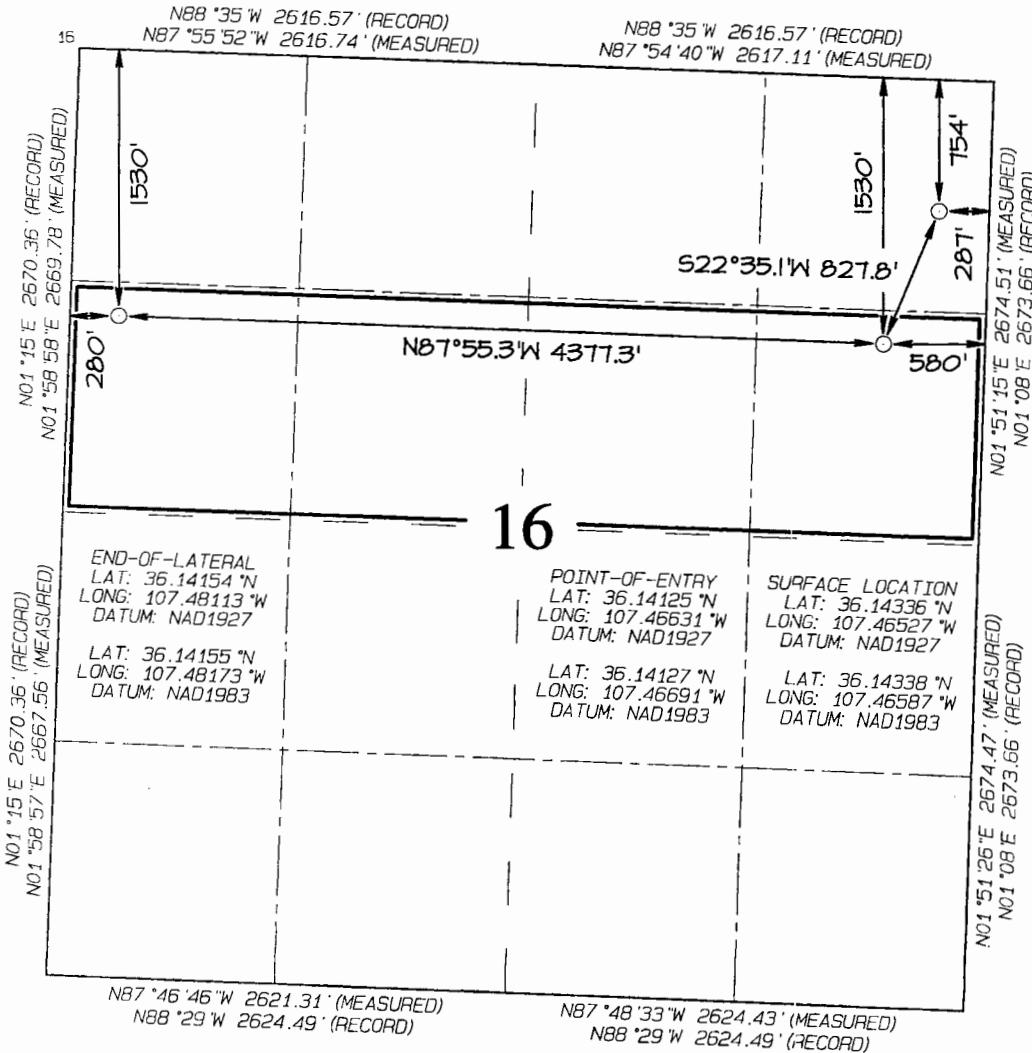 N88°35'W 2616.57' (RECORD)
N87°55'52"W 2616.74' (MEASURED)
N88°35'W 2616.57' (RECORD)
N87°54'40"W 2617.11' (MEASURED)
16
N01°15'E 2670.36' (RECORD)
N01°58'58"E 2669.78' (MEASURED)
1530'
1530'
754'
287'
N01°51'15"E 2674.51' (MEASURED)
N01°08'E 2673.66' (RECORD)
S22°35.1'W 827.8'
280'
N87°55.3'W 4377.3'
580'
16
END-OF-LATERAL
LAT: 36.14154°N
LONG: 107.48113°W
DATUM: NAD1927
LAT: 36.14155°N
LONG: 107.48173°W
DATUM: NAD1983
POINT-OF-ENTRY
LAT: 36.14125°N
LONG: 107.46631°W
DATUM: NAD1927
LAT: 36.14127°N
LONG: 107.46691°W
DATUM: NAD1983
SURFACE LOCATION
LAT: 36.14336°N
LONG: 107.46527°W
DATUM: NAD1927
LAT: 36.14338°N
LONG: 107.46587°W
DATUM: NAD1983
N01°15'E 2670.36' (RECORD)
N01°58'57"E 2667.56' (MEASURED)
N01°51'26"E 2674.47' (MEASURED)
N01°08'E 2673.66' (RECORD)
N87°46'46"W 2621.31' (MEASURED)
N88°29'W 2624.49' (RECORD)
N87°48'33"W 2624.43' (MEASURED)
N88°29'W 2624.49' (RECORD)